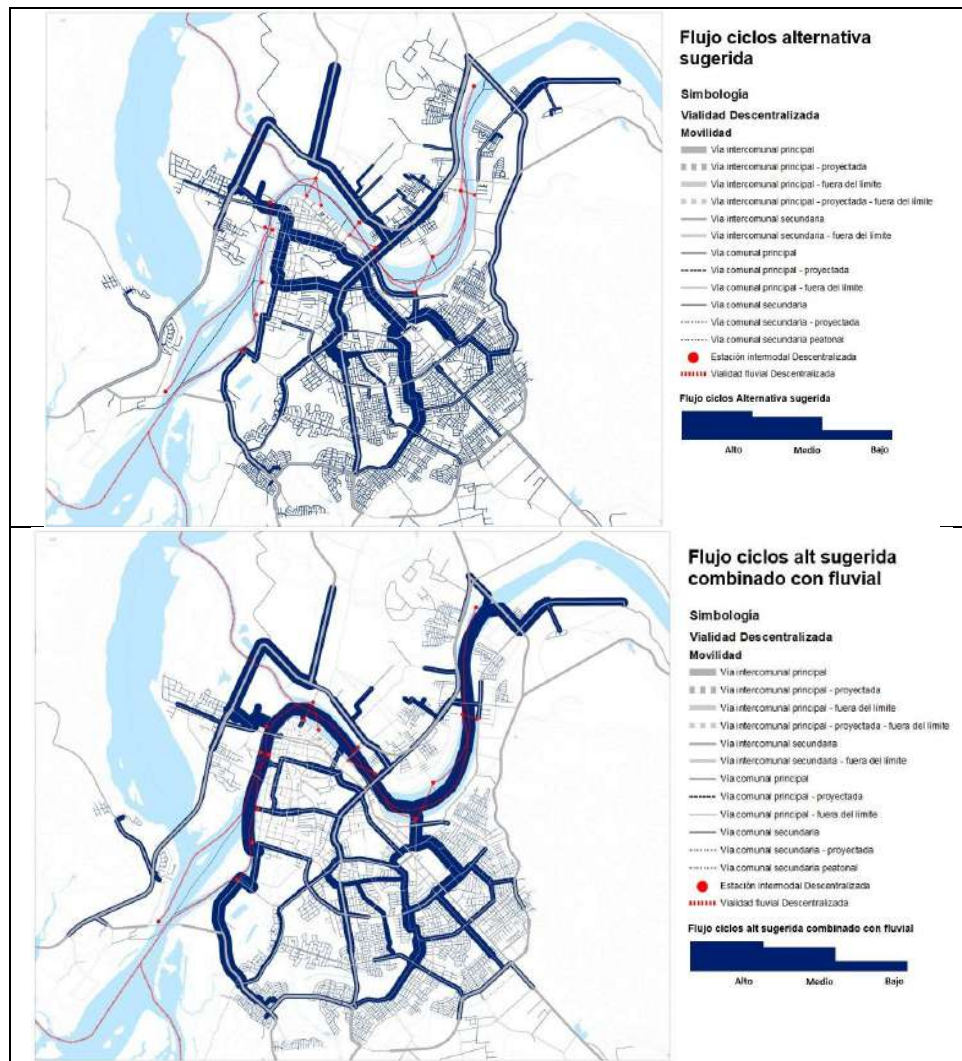 Flujo ciclos alternativa
sugerida
Simbología
Vialidad Descentralizada
Movilidad
Vía intercomunal principal
Vía intercomunal principal - proyectada
Vía intercomunal principal - fuera del límite
Vía intercomunal principal - proyectada - fuera del límite
Vía intercomunal secundaria
Vía intercomunal secundaria - fuera del límite
Vía comunal principal
Vía comunal principal - proyectada
Vía comunal principal - fuera del límite
Vía comunal secundaria
Vía comunal secundaria - proyectada
Vía comunal secundaria peatonal
Estación intermodal Descentralizada
Vialidad fluvial Descentralizada
Flujo ciclos Alternativa sugerida
Alto Medio Bajo
Flujo ciclos alt sugerida
combinado con fluvial
Simbología
Vialidad Descentralizada
Movilidad
Vía intercomunal principal
Vía intercomunal principal - proyectada
Vía intercomunal principal - fuera del límite
Vía intercomunal principal - proyectada - fuera del límite
Vía intercomunal secundaria
Vía intercomunal secundaria - fuera del límite
Vía comunal principal
Vía comunal principal - proyectada
Vía comunal principal - fuera del límite
Vía comunal secundaria
Vía comunal secundaria - proyectada
Vía comunal secundaria peatonal
Estación intermodal Descentralizada
Vialidad fluvial Descentralizada
Flujo ciclos alt sugerida combinado con fluvial
Alto Medio Bajo